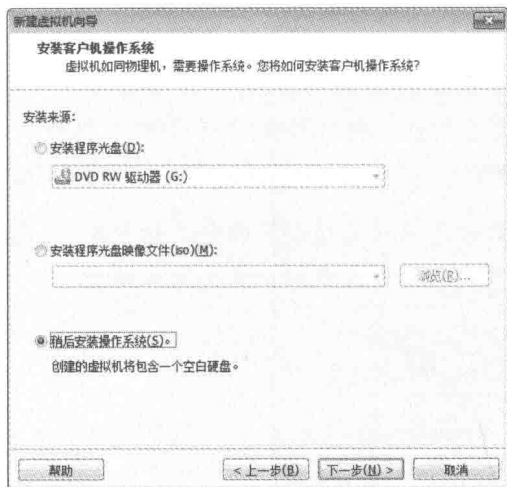 新建虚拟机向导
安装客户机操作系统
虚拟机如同物理机，需要操作系统。您将如何安装客户机操作系统?
安装来源:
安装程序光盘(D):
DVD RW 驱动器 (G:)
安装程序光盘映像文件(iso)(M):
浏览(R)...
稍后安装操作系统(S)。
创建的虚拟机将包含一个空白硬盘。
帮助 < 上一步(B) 下一步(N) > 取消